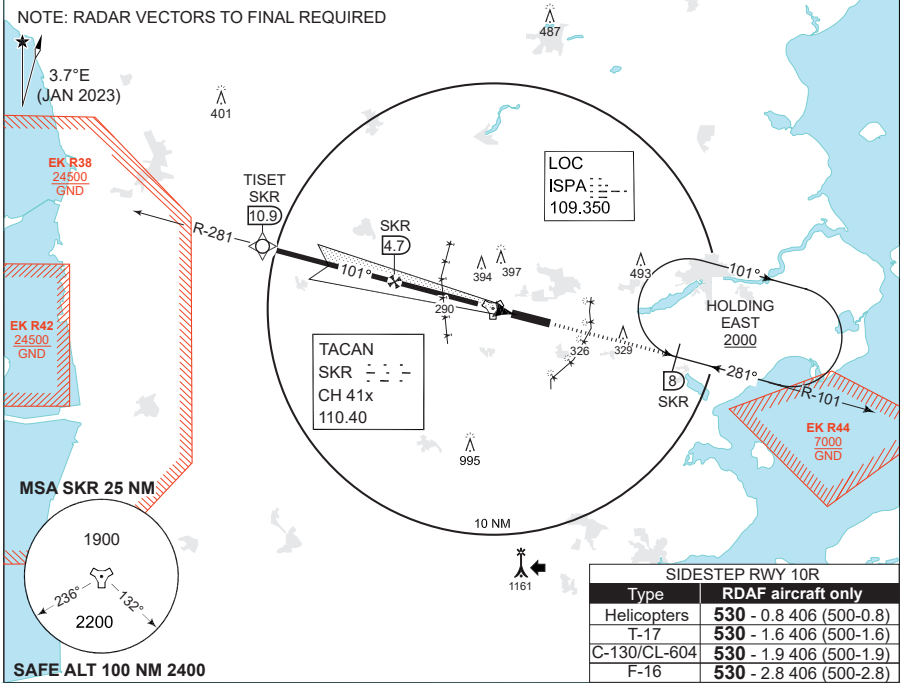 NOTE: RADAR VECTORS TO FINAL REQUIRED
487
3.7°E
(JAN 2023)
401
EK R38
24500
GND
LOC
ISPA
109.350
TISET
SKR
10.9
R-281
SKR
4.7
101°
394
397
493
101°
HOLDING
EAST
2000
290
EK R42
24500
GND
TACAN
SKR
CH 41x
110.40
326
329
8
SKR
281°
R-101
EK R44
7000
GND
995
MSA SKR 25 NM
1900
236°
132°
2200
SAFE ALT 100 NM 2400
10 NM
1161
SIDESTEP RWY 10R
Type RDAF aircraft only
Helicopters 530 - 0.8 406 (500-0.8)
T-17 530 - 1.6 406 (500-1.6)
C-130/CL-604 530 - 1.9 406 (500-1.9)
F-16 530 - 2.8 406 (500-2.8)